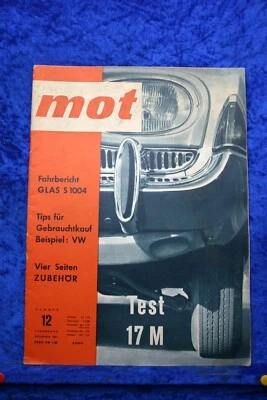 mot
Fahrbericht
GLAS S 1004
Tips für
Gebrauchtkauf
Beispiel: VW
Vier Seiten
ZUBEHÖR
12
Test
17 M